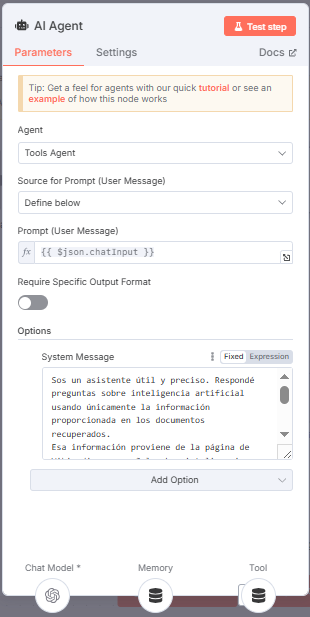 AI Agent
Test step
Parameters
Settings
Docs
Tip: Get a feel for agents with our quick tutorial or see an
example of how this node works
Agent
Tools Agent
Source for Prompt (User Message)
Define below
Prompt (User Message)
fx {{ $json.chatInput }}
Require Specific Output Format
Options
System Message
Fixed
Expression
Sos un asistente útil y preciso. Respondé
preguntas sobre inteligencia artificial
usando únicamente la información
proporcionada en los documentos
recuperados.
Esa información proviene de la página de
Add Option
Chat Model *
Memory
Tool